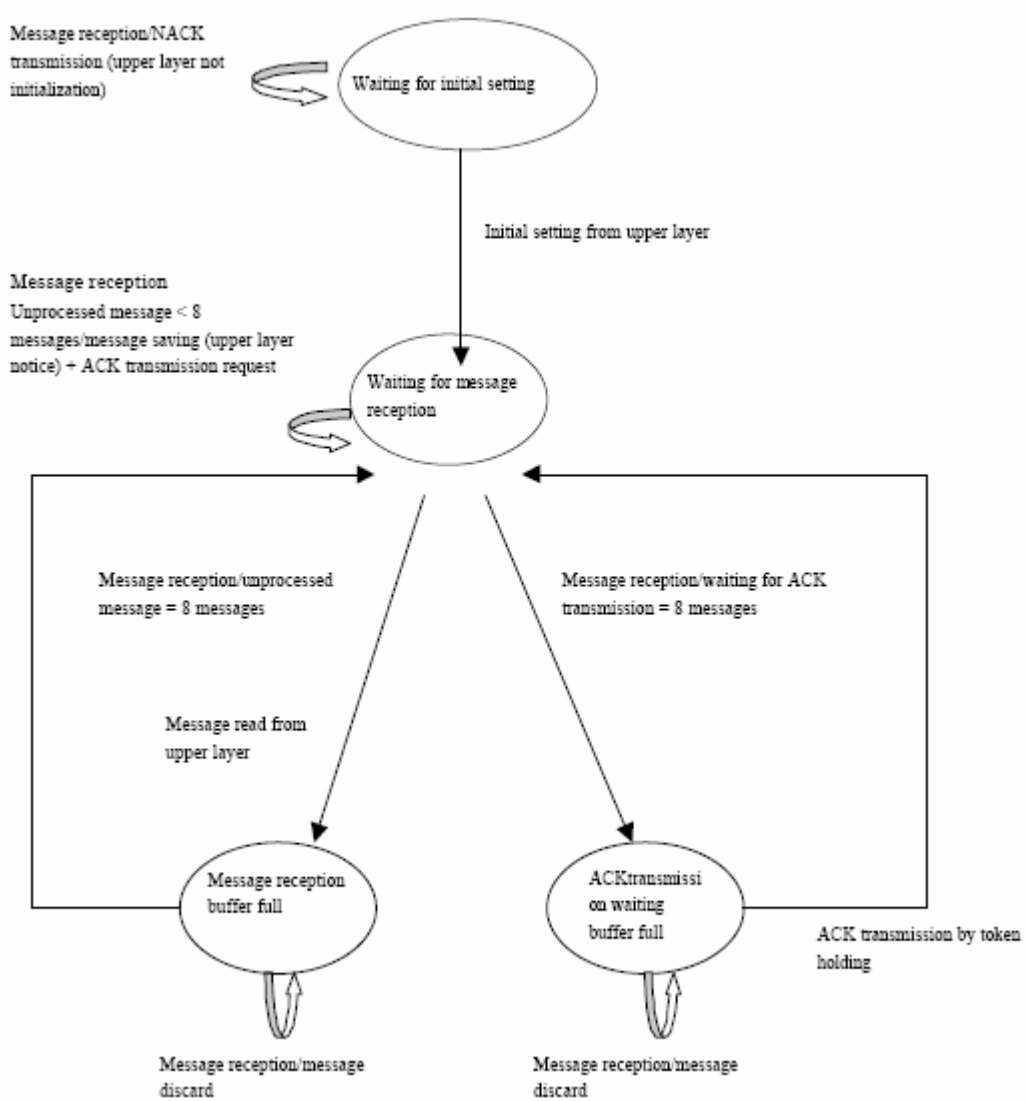 Message reception/NACK
transmission (upper layer not
initialization)
Waiting for initial setting
Initial setting from upper layer
Message reception
Unprocessed message < 8
messages/message saving (upper layer
notice) + ACK transmission request
Waiting for message
reception
Message reception/unprocessed
message = 8 messages
Message reception/waiting for ACK
transmission = 8 messages
Message read from
upper layer
Message reception
buffer full
ACKtransmissi
on waiting
buffer full
ACK transmission by token
holding
Message reception/message
discard
Message reception/message
discard